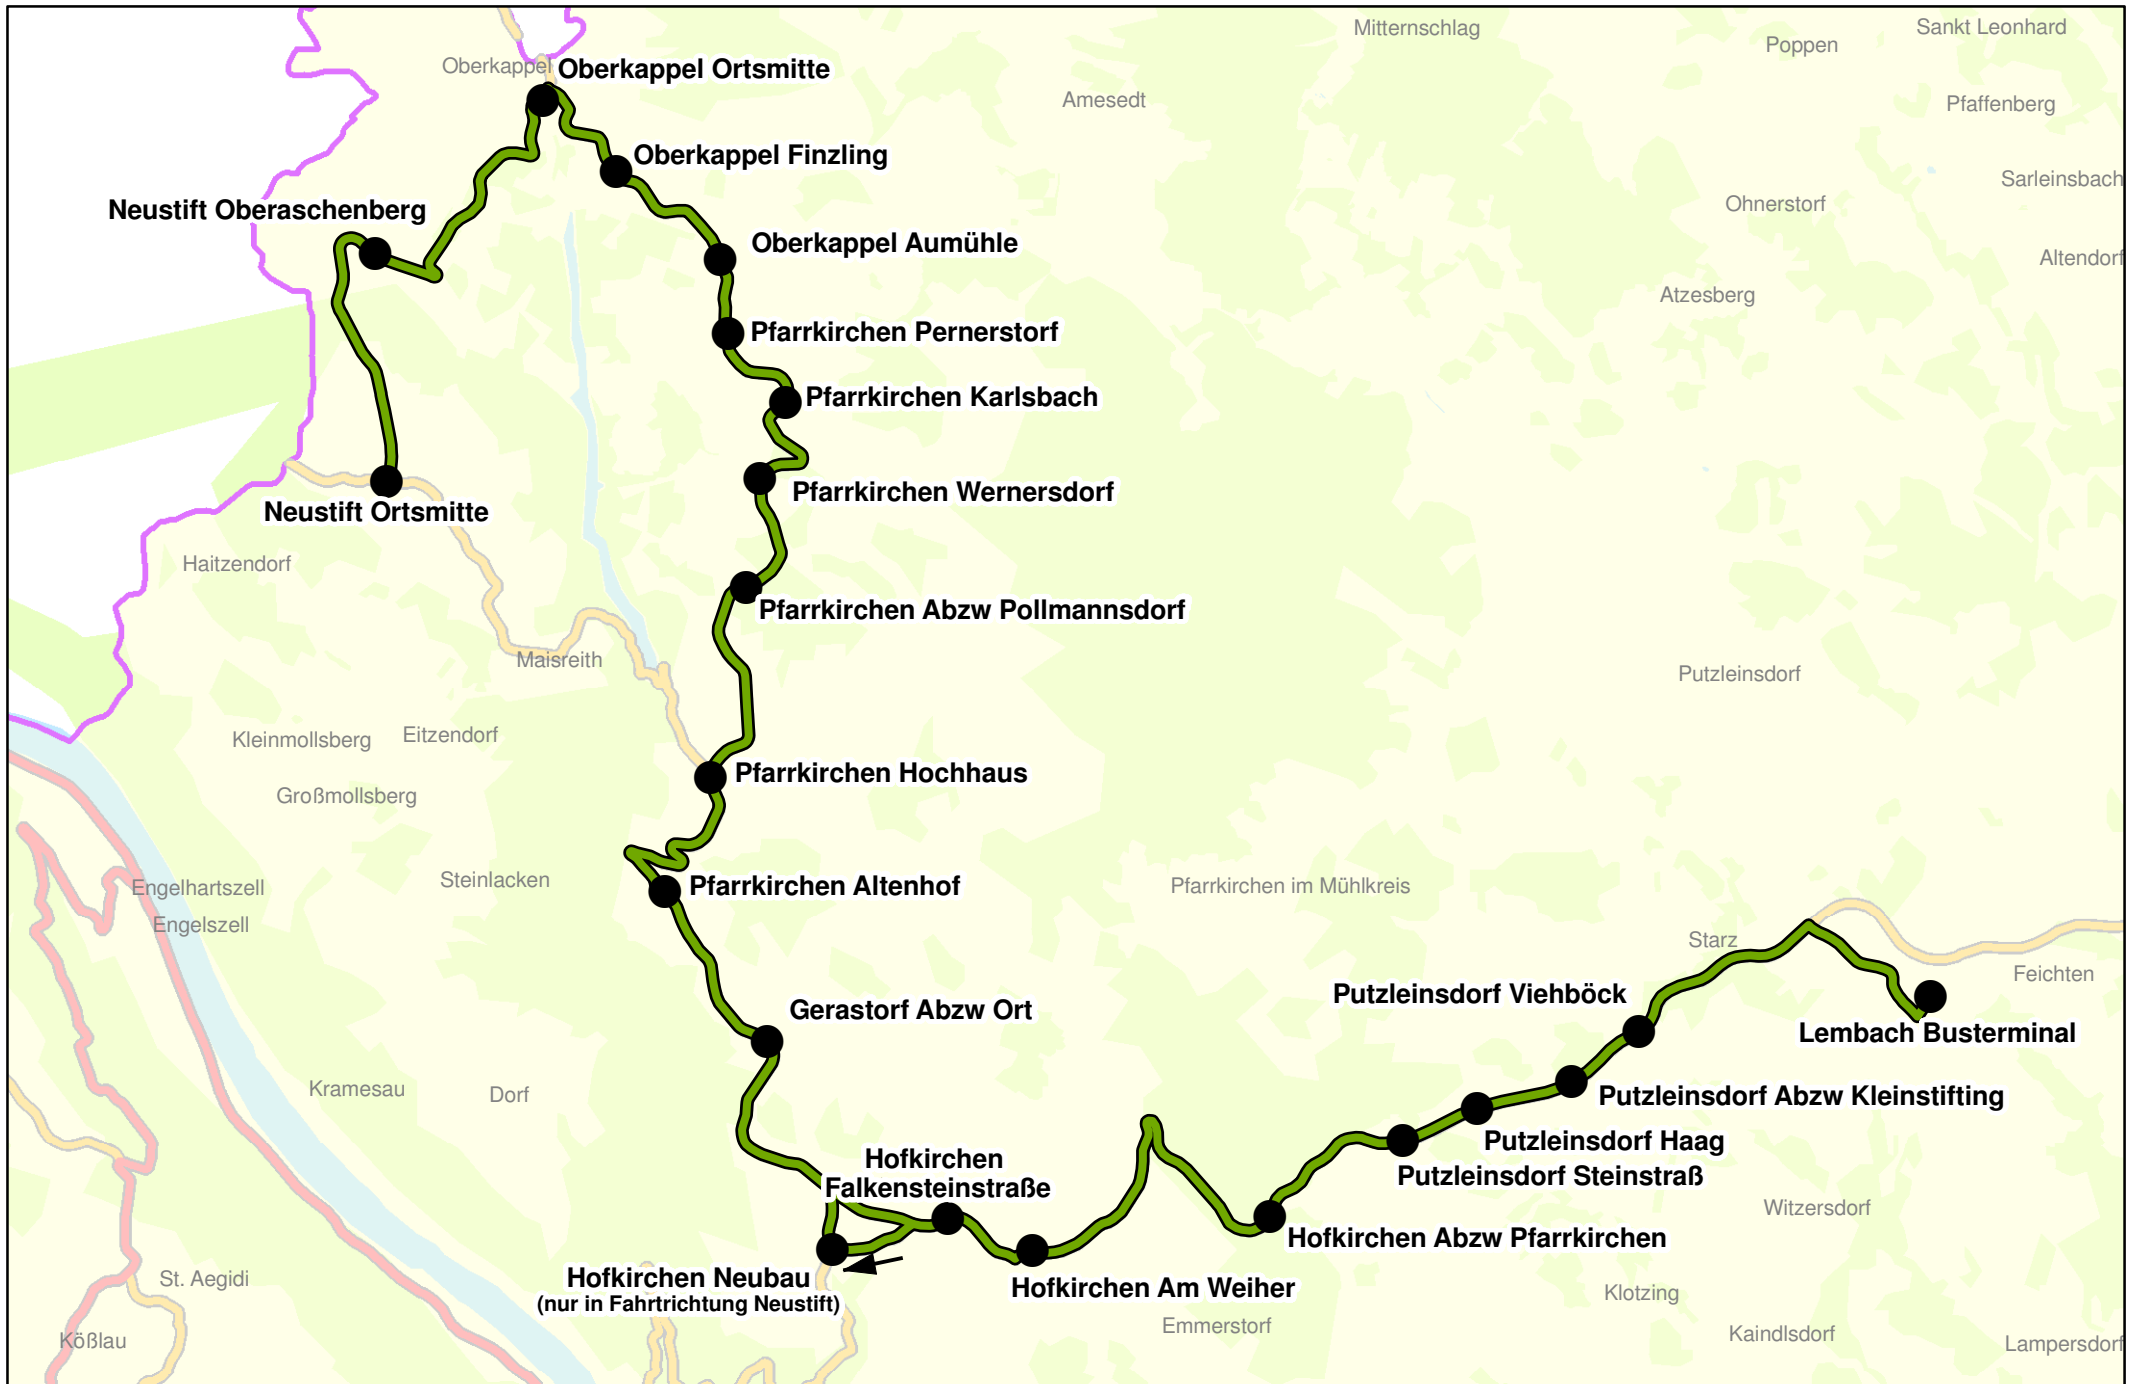 Mitternschlag
Sankt Leonhard
Poppen
Oberkappel
Oberkappel Ortsmitte
Amesedt
Pfaffenberg
Oberkappel Finzling
Sarleinsbach
Neustift Oberaschenberg
Ohnerstorf
Oberkappel Aumühle
Altendorf
Atzesberg
Pfarrkirchen Pernerstorf
Pfarrkirchen Karlsbach
Pfarrkirchen Wernersdorf
Neustift Ortsmitte
Haitzendorf
Pfarrkirchen Abzw Pollmannsdorf
Maisreith
Putzleinsdorf
Kleinmollsberg
Eitzendorf
Pfarrkirchen Hochhaus
Großmollsberg
Steinlacken
Engelhartszell
Pfarrkirchen Altenhof
Pfarrkirchen im Mühlkreis
Engelszell
Starz
Feichten
Putzleinsdorf Viehböck
Gerastorf Abzw Ort
Lembach Busterminal
Kramesau
Dorf
Putzleinsdorf Abzw Kleinstifting
Putzleinsdorf Haag
Hofkirchen
Falkensteinstraße
Putzleinsdorf Steinstraß
Witzersdorf
Hofkirchen Abzw Pfarrkirchen
St. Aegidi
Hofkirchen Neubau
(nur in Fahrtrichtung Neustift)
Hofkirchen Am Weiher
Klotzing
Emmerstorf
Kaindlsdorf
Kößlau
Lampersdorf